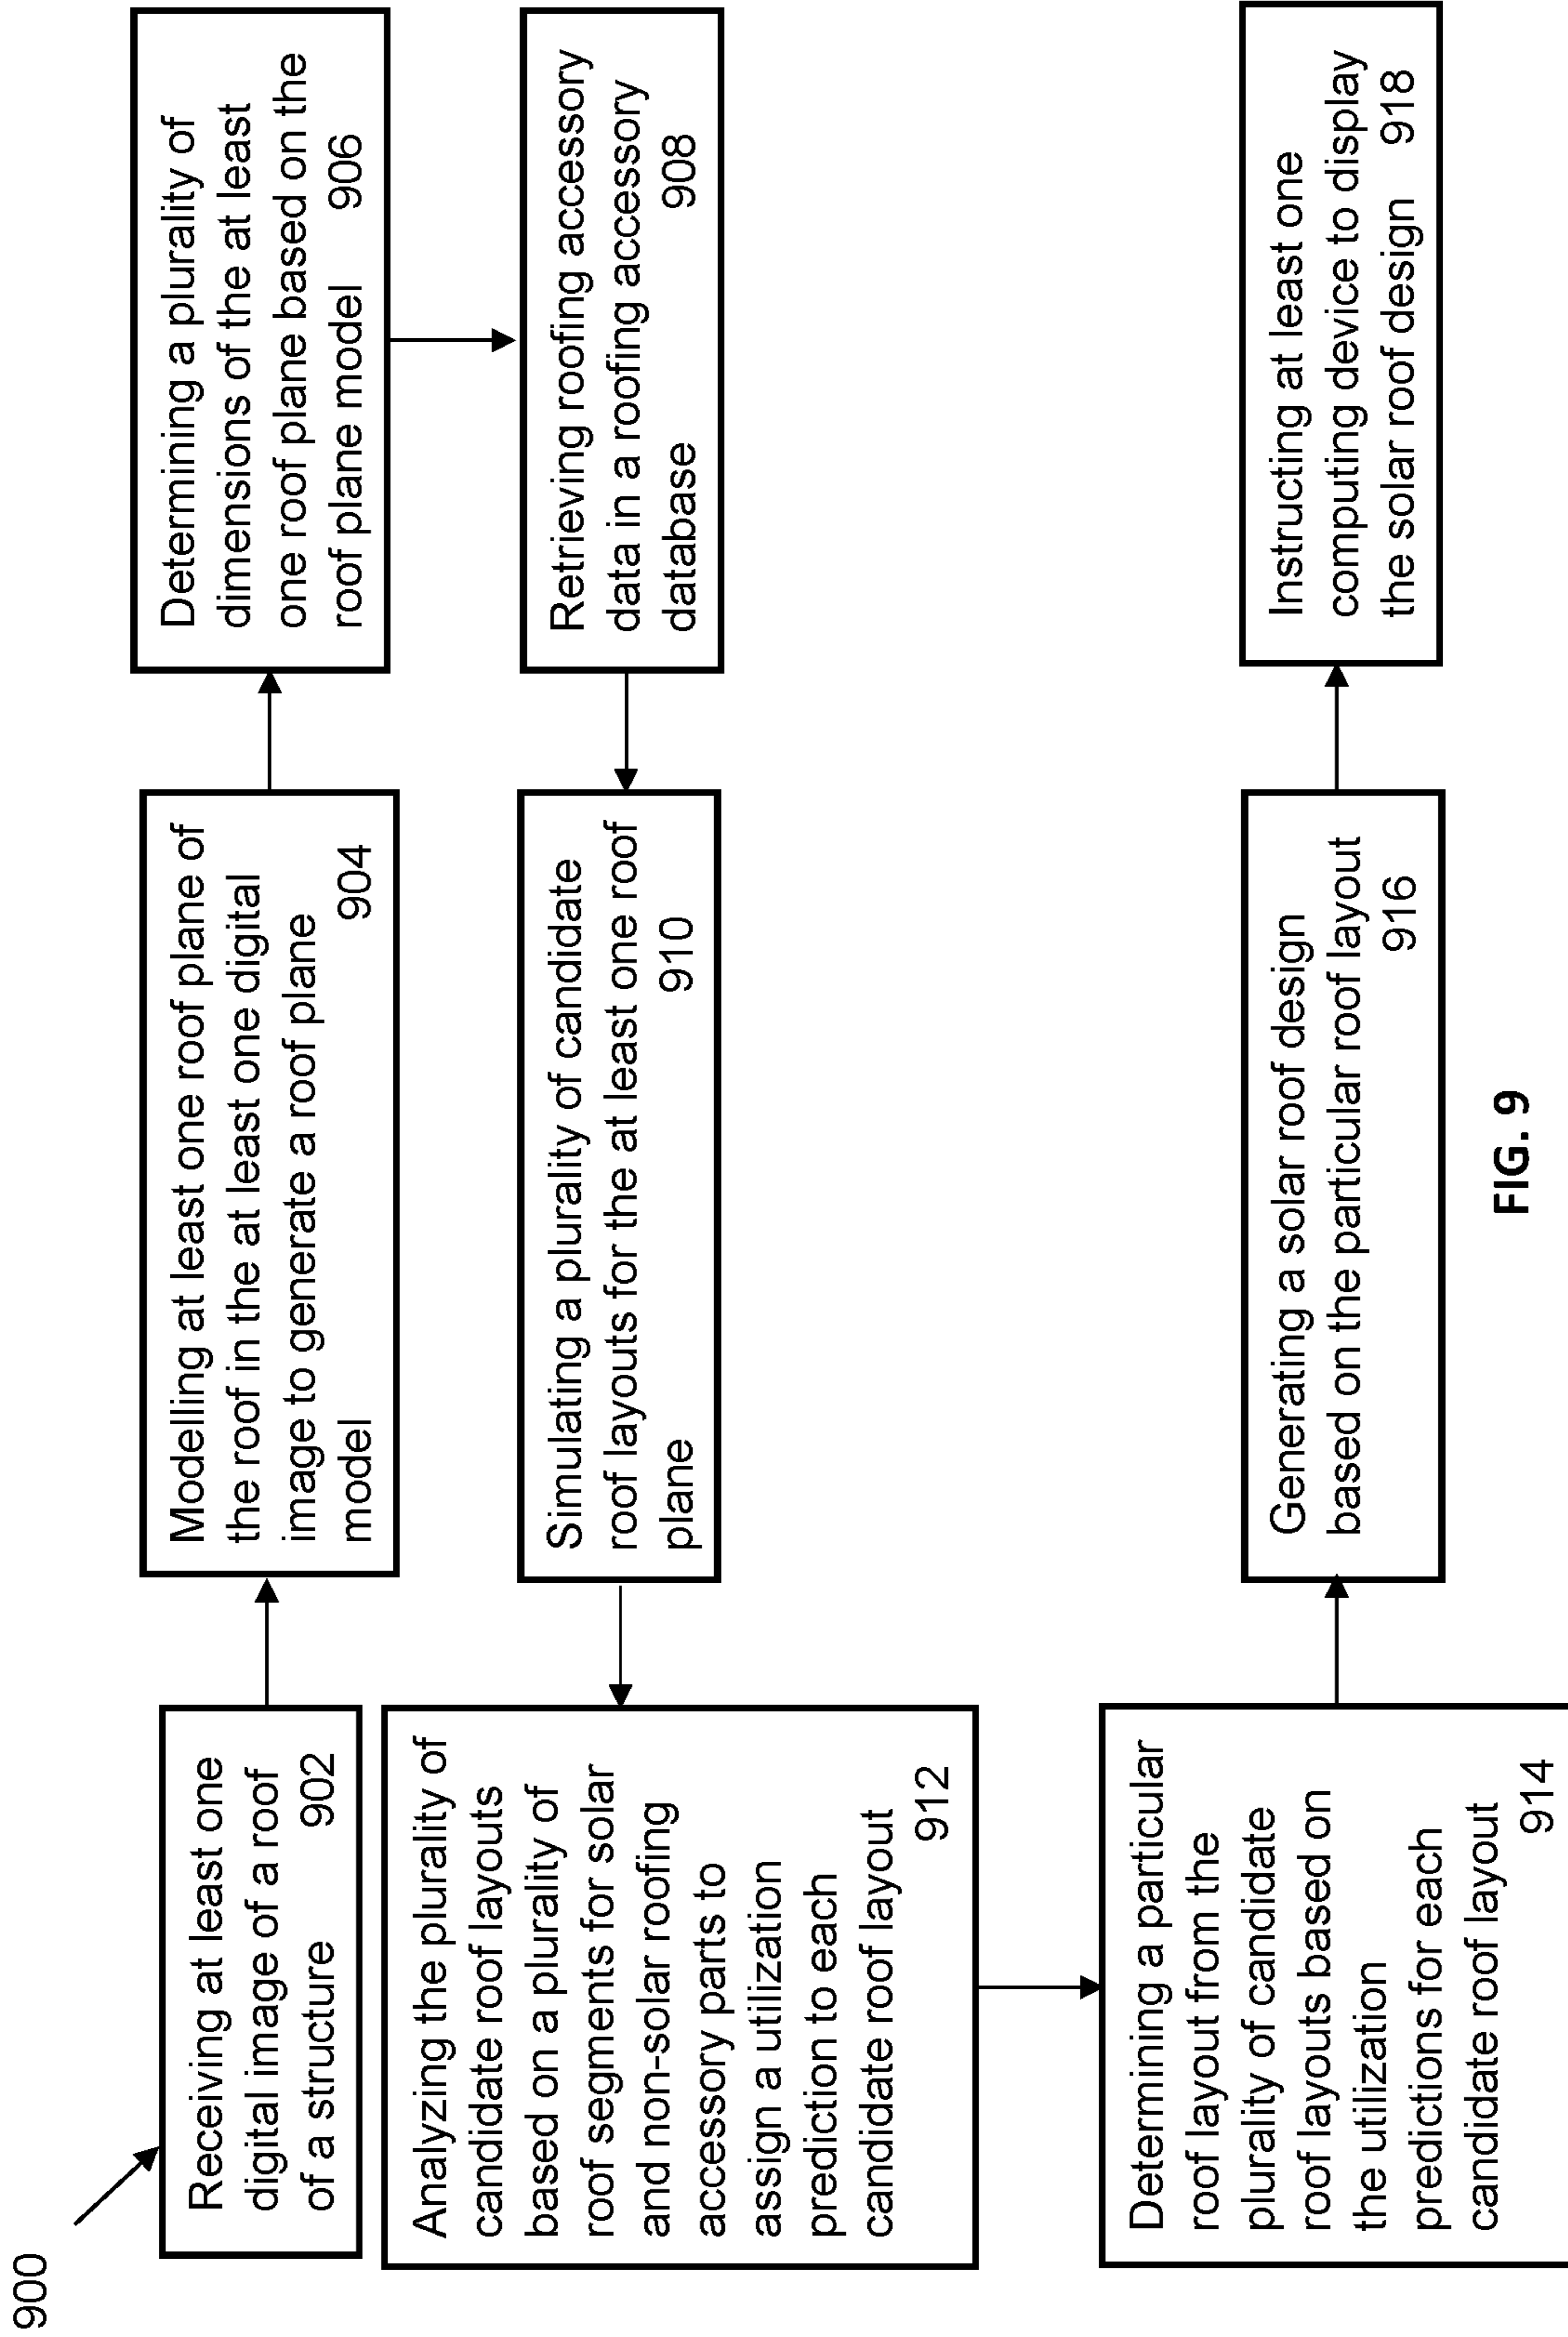 900
Receiving at least one
digital image of a roof
of a structure 902
Modelling at least one roof plane of
the roof in the at least one digital
image to generate a roof plane
model 904
Determining a plurality of
dimensions of the at least
one roof plane based on the
roof plane model 906
Retrieving roofing accessory
data in a roofing accessory
database 908
Simulating a plurality of candidate
roof layouts for the at least one roof
plane 910
Analyzing the plurality of
candidate roof layouts
based on a plurality of
roof segments for solar
and non-solar roofing
accessory parts to
assign a utilization
prediction to each
candidate roof layout
912
Determining a particular
roof layout from the
plurality of candidate
roof layouts based on
the utilization
predictions for each
candidate roof layout
914
Generating a solar roof design
based on the particular roof layout
916
Instructing at least one
computing device to display
the solar roof design 918
FIG. 9